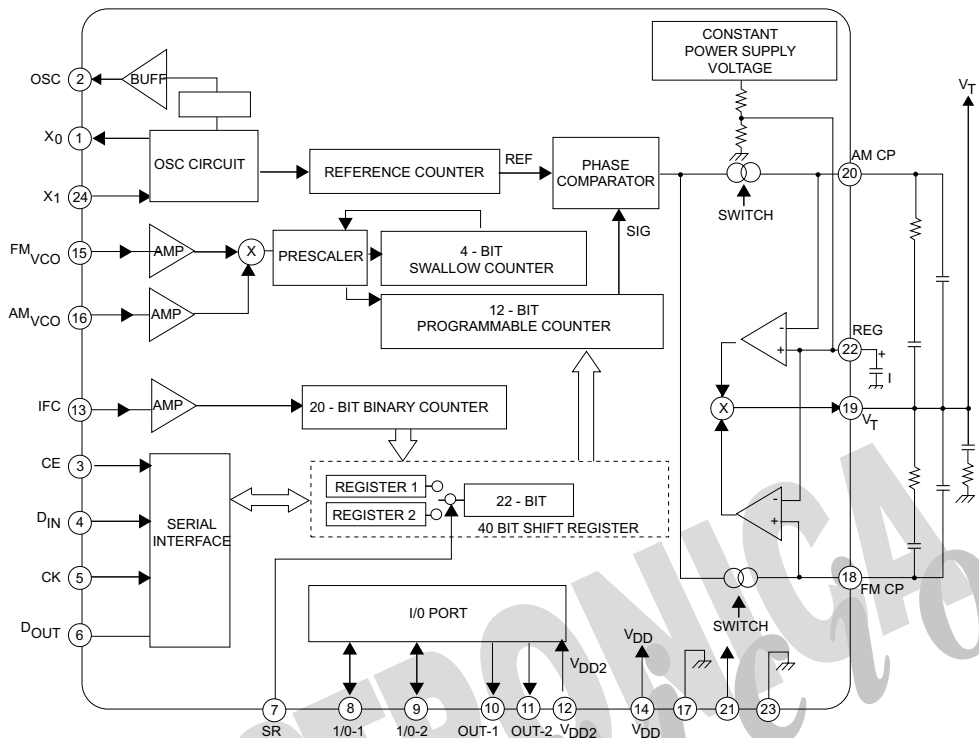 CONSTANT
POWER SUPPLY
VOLTAGE
VT
OSC
2
BUFF
X0
1
OSC CIRCUIT
REFERENCE COUNTER
REF
PHASE
COMPARATOR
AM CP
20
X1
24
SWITCH
SIG
FMVCO
15
AMP
X
PRESCALER
4 - BIT
SWALLOW COUNTER
AMVCO
16
AMP
12 - BIT
PROGRAMMABLE COUNTER
-
+
REG
22
+
I
IFC
13
AMP
20 - BIT BINARY COUNTER
X
19
VT
CE
3
REGISTER 1
22 - BIT
REGISTER 2
40 BIT SHIFT REGISTER
DIN
4
SERIAL
INTERFACE
-
+
CK
5
18
FM CP
SWITCH
DOUT
6
I/0 PORT
VDD2
VDD
7
8
9
10
11
12
14
17
21
23
SR
1/0-1
1/0-2
OUT-1
OUT-2
VDD2
VDD